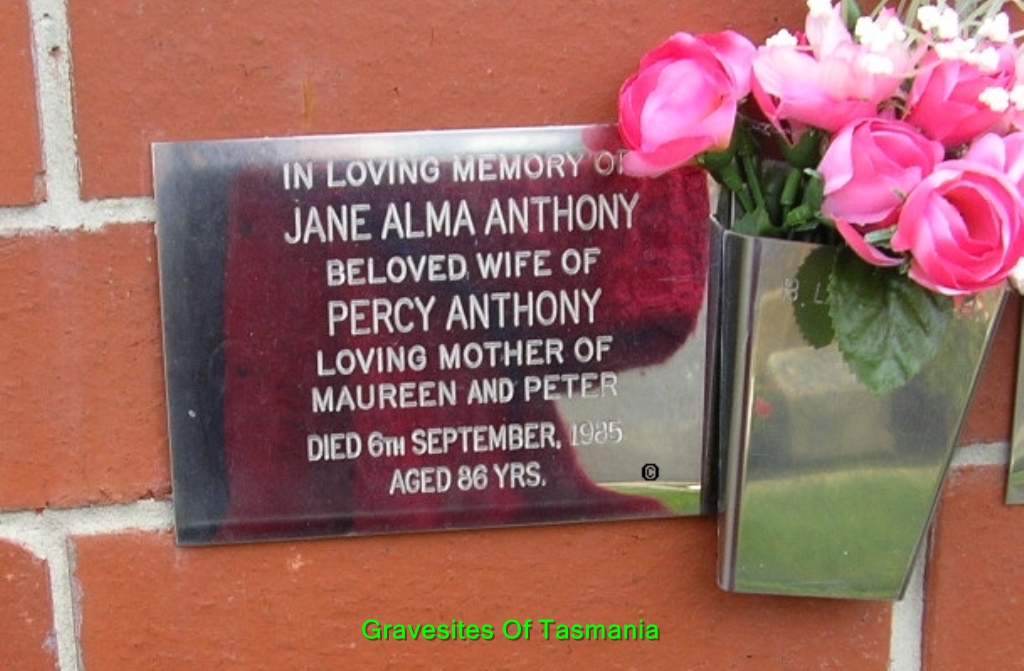 IN LOVING MEMORY OF
JANE ALMA ANTHONY
BELOVED WIFE OF
PERCY ANTHONY
LOVING MOTHER OF
MAUREEN AND PETER
DIED 6TH SEPTEMBER, 1985
AGED 86 YRS.
©
Gravesites Of Tasmania